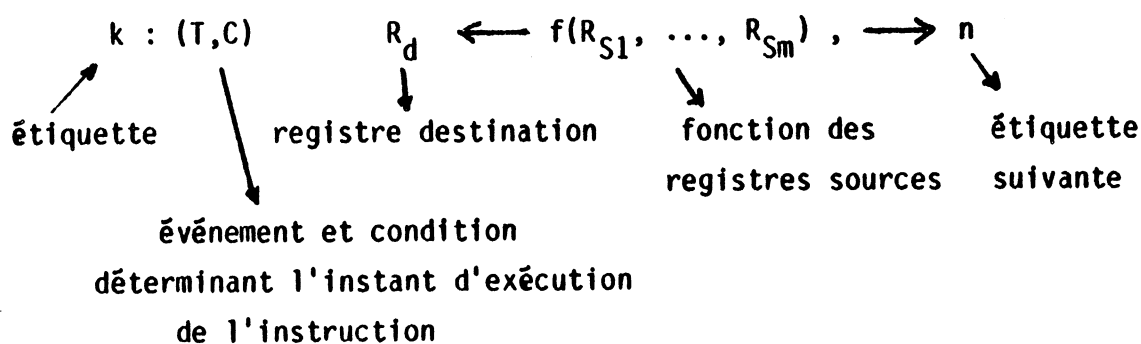 k : (T,C) R_d ⟵ f(R_S1, ..., R_Sm) , ⟶ n
étiquette registre destination fonction des étiquette
registres sources suivante
événement et condition
déterminant l'instant d'exécution
de l'instruction